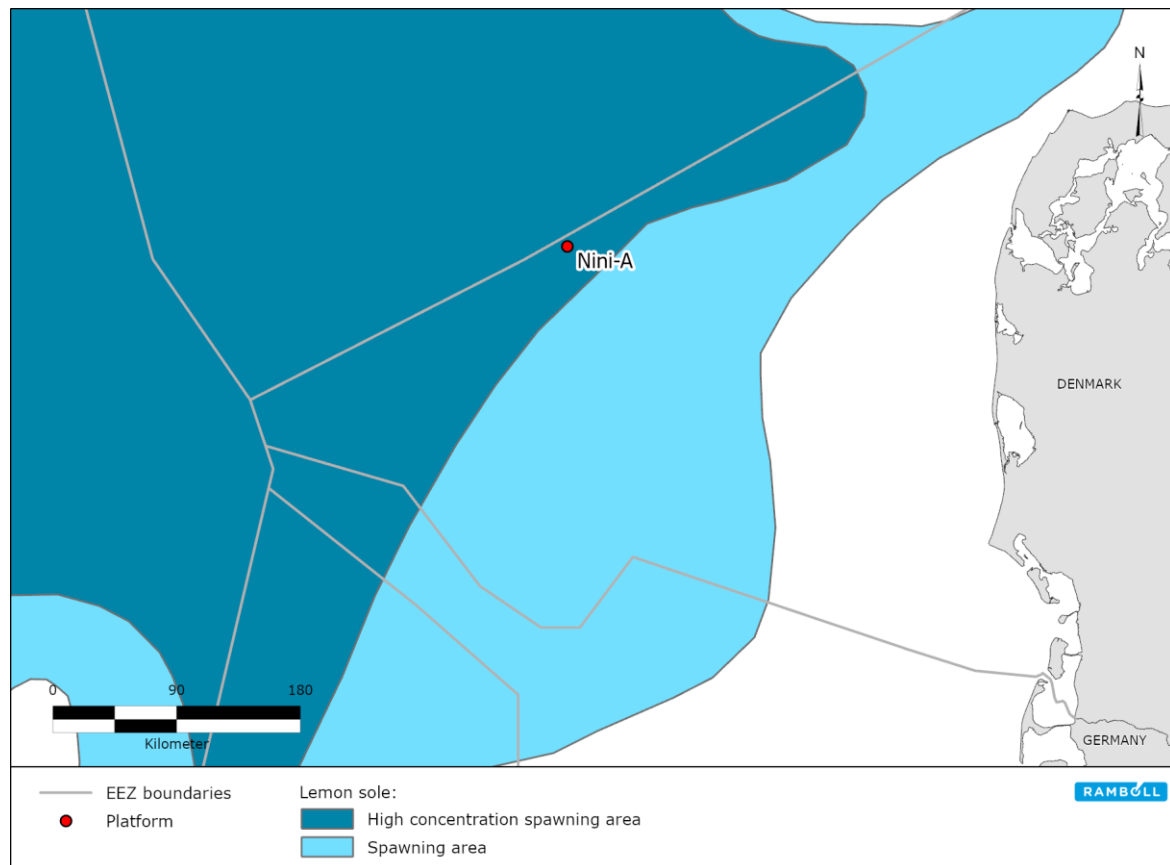 N
Nini-A
DENMARK
0 90 180
Kilometer
GERMANY
EEZ boundaries
Platform
Lemon sole:
High concentration spawning area
Spawning area
RAMBOLL